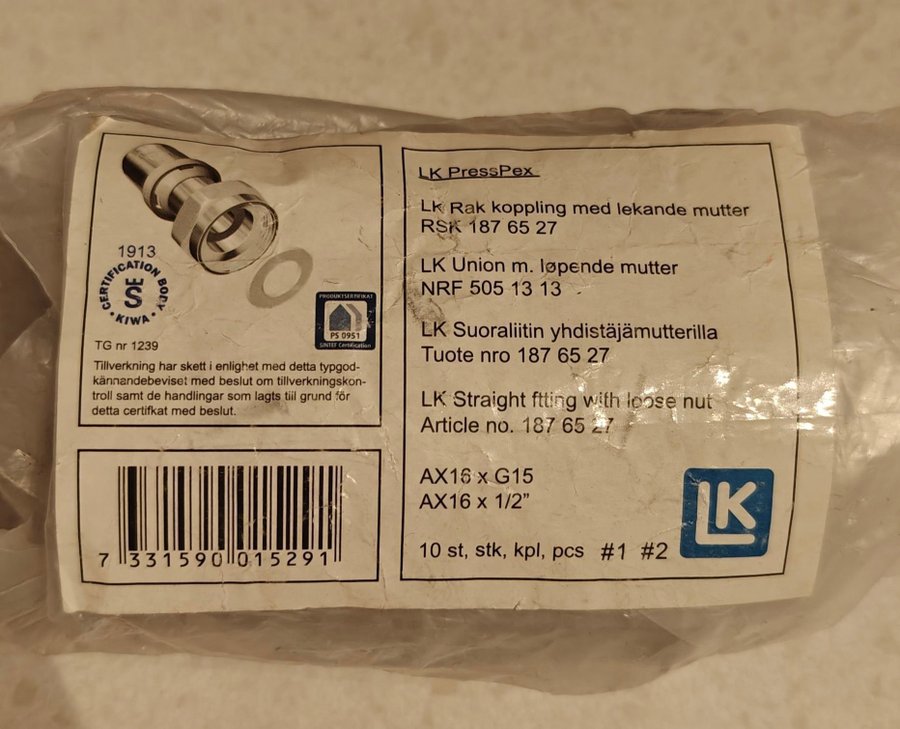 1913
CERTIFICATION BODY
SE
• KIWA •
PRODUKTSERTIFIKAT
PS 0951
SINTEF Certification
TG nr 1239
Tillverkning har skett i enlighet med detta typgod-
kännandebeviset med beslut om tillverkningskon-
troll samt de handlingar som lagts till grund för
detta certifkat med beslut.
7 331590 015291
LK PressPex
LK Rak koppling med lekande mutter
RSK 187 65 27
LK Union m. løpende mutter
NRF 505 13 13
LK Suoraliitin yhdistäjämutterilla
Tuote nro 187 65 27
LK Straight ftting with loose nut
Article no. 187 65 27
AX16 x G15
AX16 x 1/2”
10 st, stk, kpl, pcs #1 #2
LK